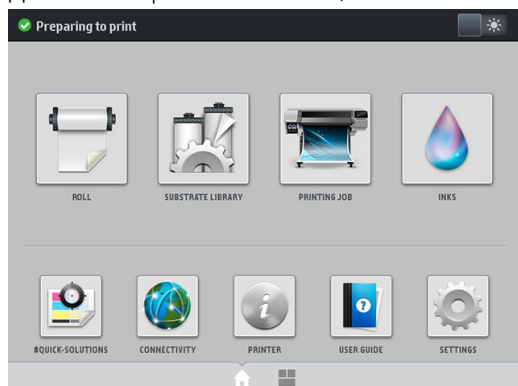 Preparing to print
ROLL
SUBSTRATE LIBRARY
PRINTING JOB
INKS
#QUICK-SOLUTIONS
CONNECTIVITY
PRINTER
USER GUIDE
SETTINGS